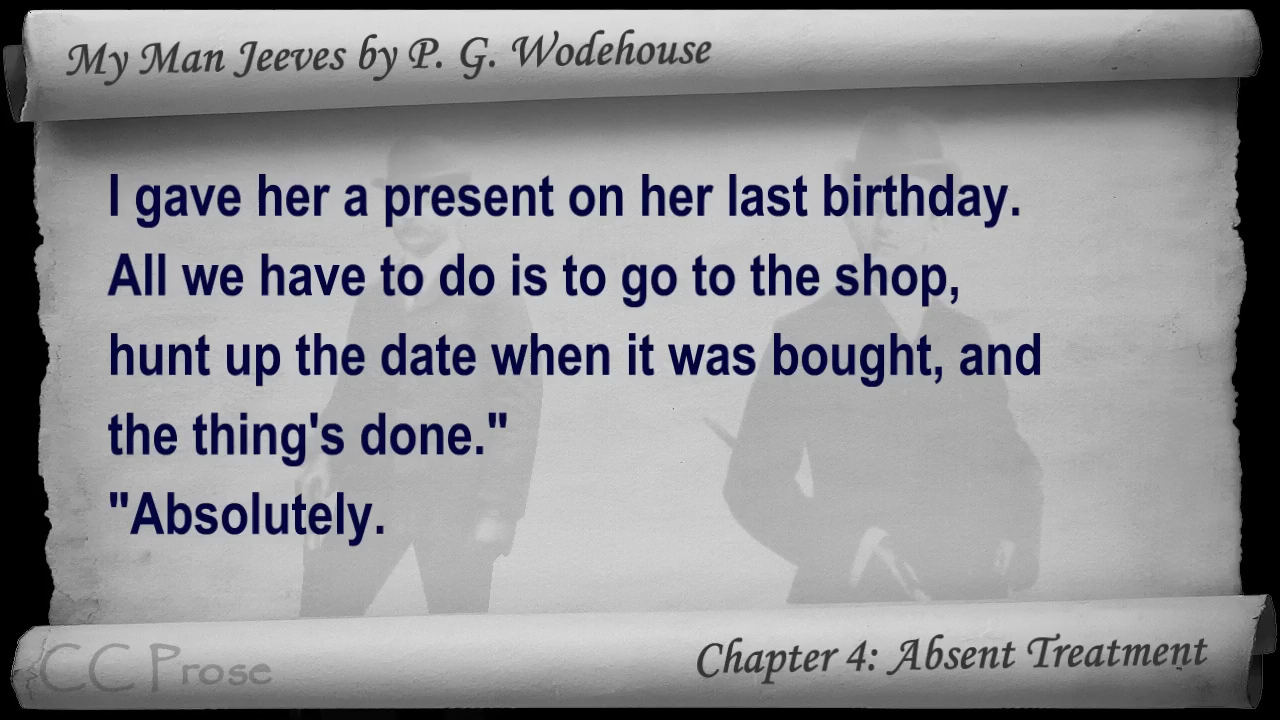 My Man Jeeves by P. G. Wodehouse
I gave her a present on her last birthday.
All we have to do is to go to the shop,
hunt up the date when it was bought, and
the thing's done."
"Absolutely.
Chapter 4: Absent Treatment
CC Prose